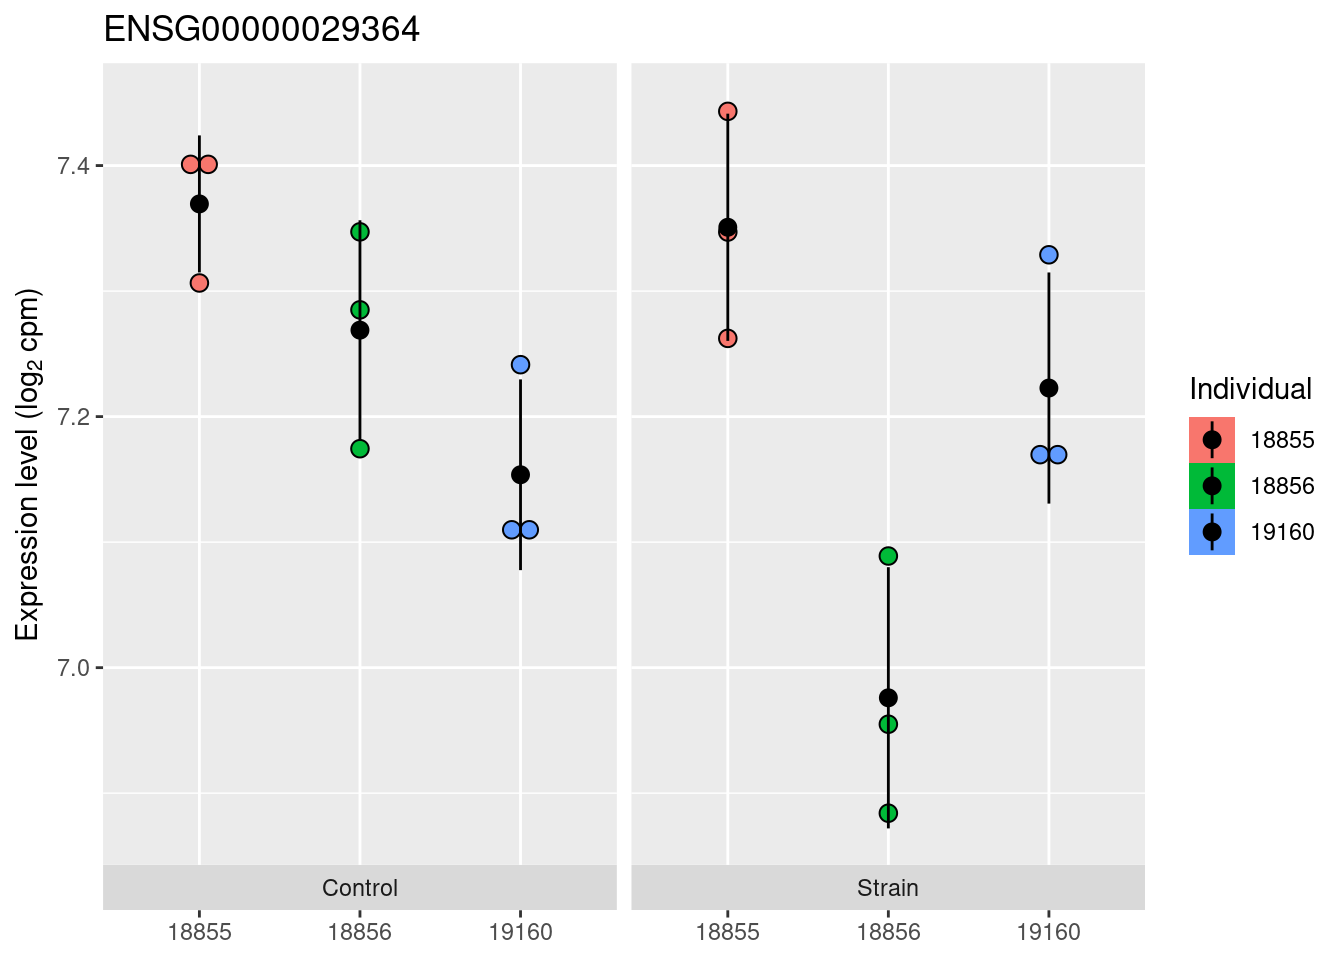 ENSG00000029364
Expression level (log2 cpm)
7.4
7.2
7.0
Control
Strain
18855
18856
19160
18855
18856
19160
Individual
18855
18856
19160